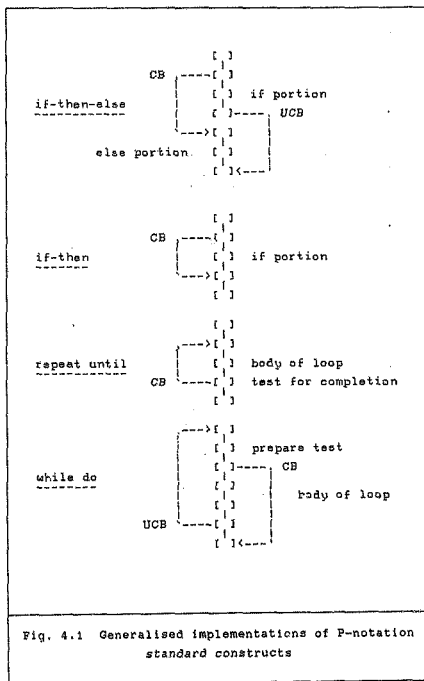 [ ]
CB ----[ ]
[ ] if portion
if-then-else [ ]---- UCB
--->[ ]
else portion [ ]
[ ]<---
[ ]
CB ----[ ]
if-then [ ] if portion
--->[ ]
[ ]
[ ]
--->[ ]
repeat until [ ] body of loop
CB ----[ ] test for completion
[ ]
--->[ ]
[ ] prepare test
[ ]---- CB
while do [ ]
[ ] body of loop
UCB ----[ ]
[ ]<---
Fig. 4.1 Generalised implementations of P-notation
standard constructs